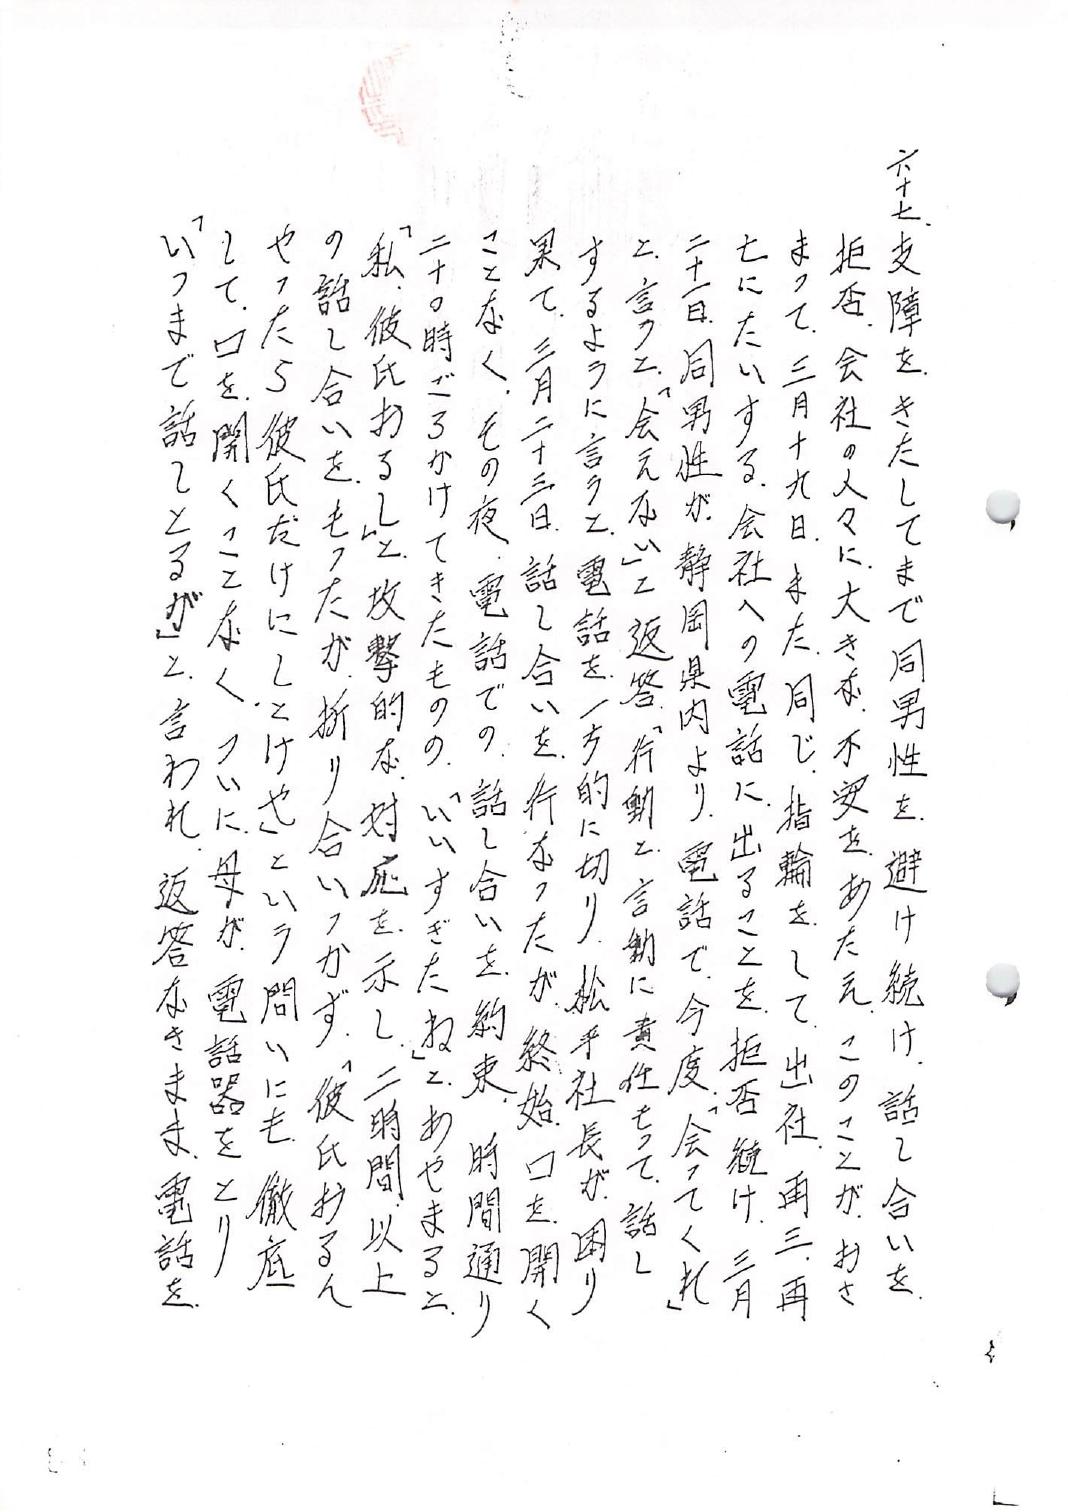 六十七、支障を、きたしてまで同男性を、避け続け、話し合いを、
拒否、会社の人々に、大きな、不安を、あたえ、このことが、おさ
まって、三月十九日、また、同じ、指輪をして、出社、再三、再
七にたいする、会社への電話に、出ることを、拒否続け、三月
二十一日、同男性が、静岡県内より、電話で、今度、「会ってくれ」
と、言うと、「会えない」と返答、「行動と、言動に責任もって、話し
するように言うと、電話を、一方的に切り、松平社長が、困り
果て、三月二十三日、話し合いを、行なったが、終始、口を、開く
ことなく、その夜、電話での、話し合いを、約束、時間通り
二十の時ごろかけてきたものの、「いいすぎたね」と、あやまると、
「私、彼氏おるし」と、攻撃的な、対応を、示し、二時間、以上
の話し合いを、もったが、折り合いつかず、「彼氏おるん
やったら彼氏だけにしとけや」という問いにも、徹底
して、口を、開くことなく、ついに、母が、電話器をとり
「いつまで話しとるが」と、言われ、返答なきまま、電話を、